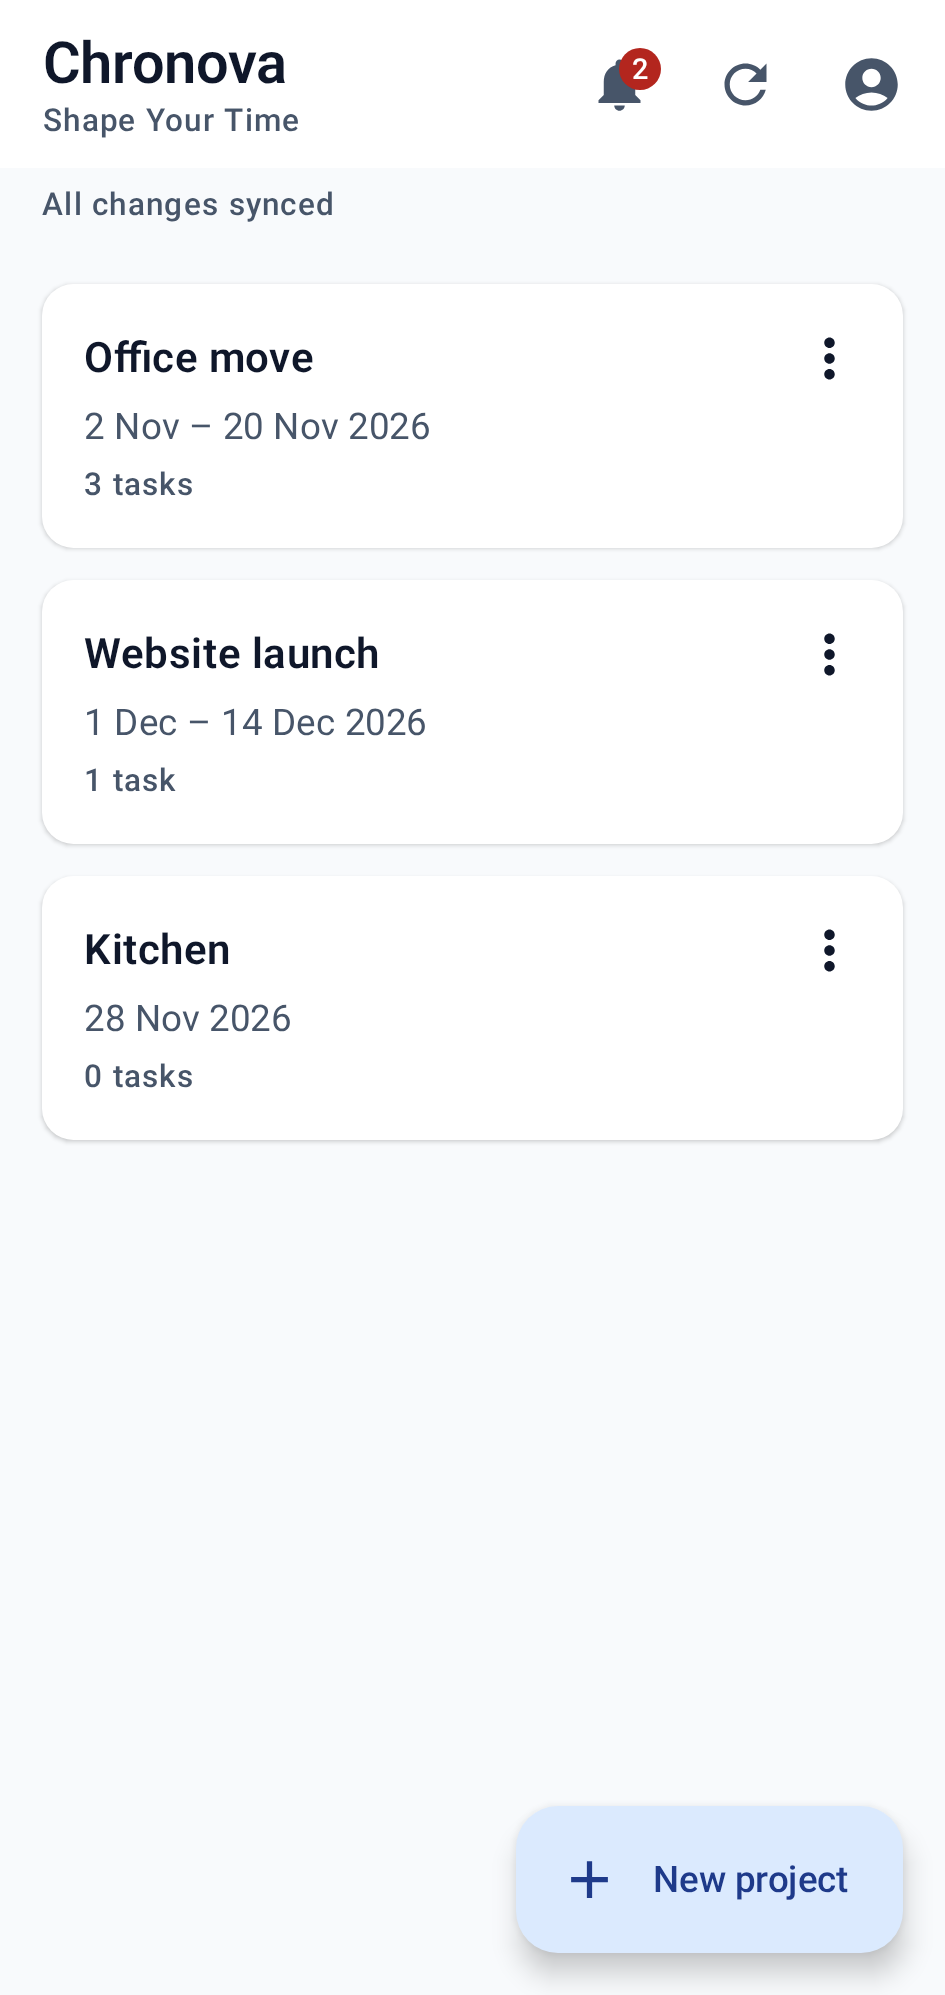 Chronova
Shape Your Time
2
All changes synced
Office move
2 Nov – 20 Nov 2026
3 tasks
Website launch
1 Dec – 14 Dec 2026
1 task
Kitchen
28 Nov 2026
0 tasks
New project